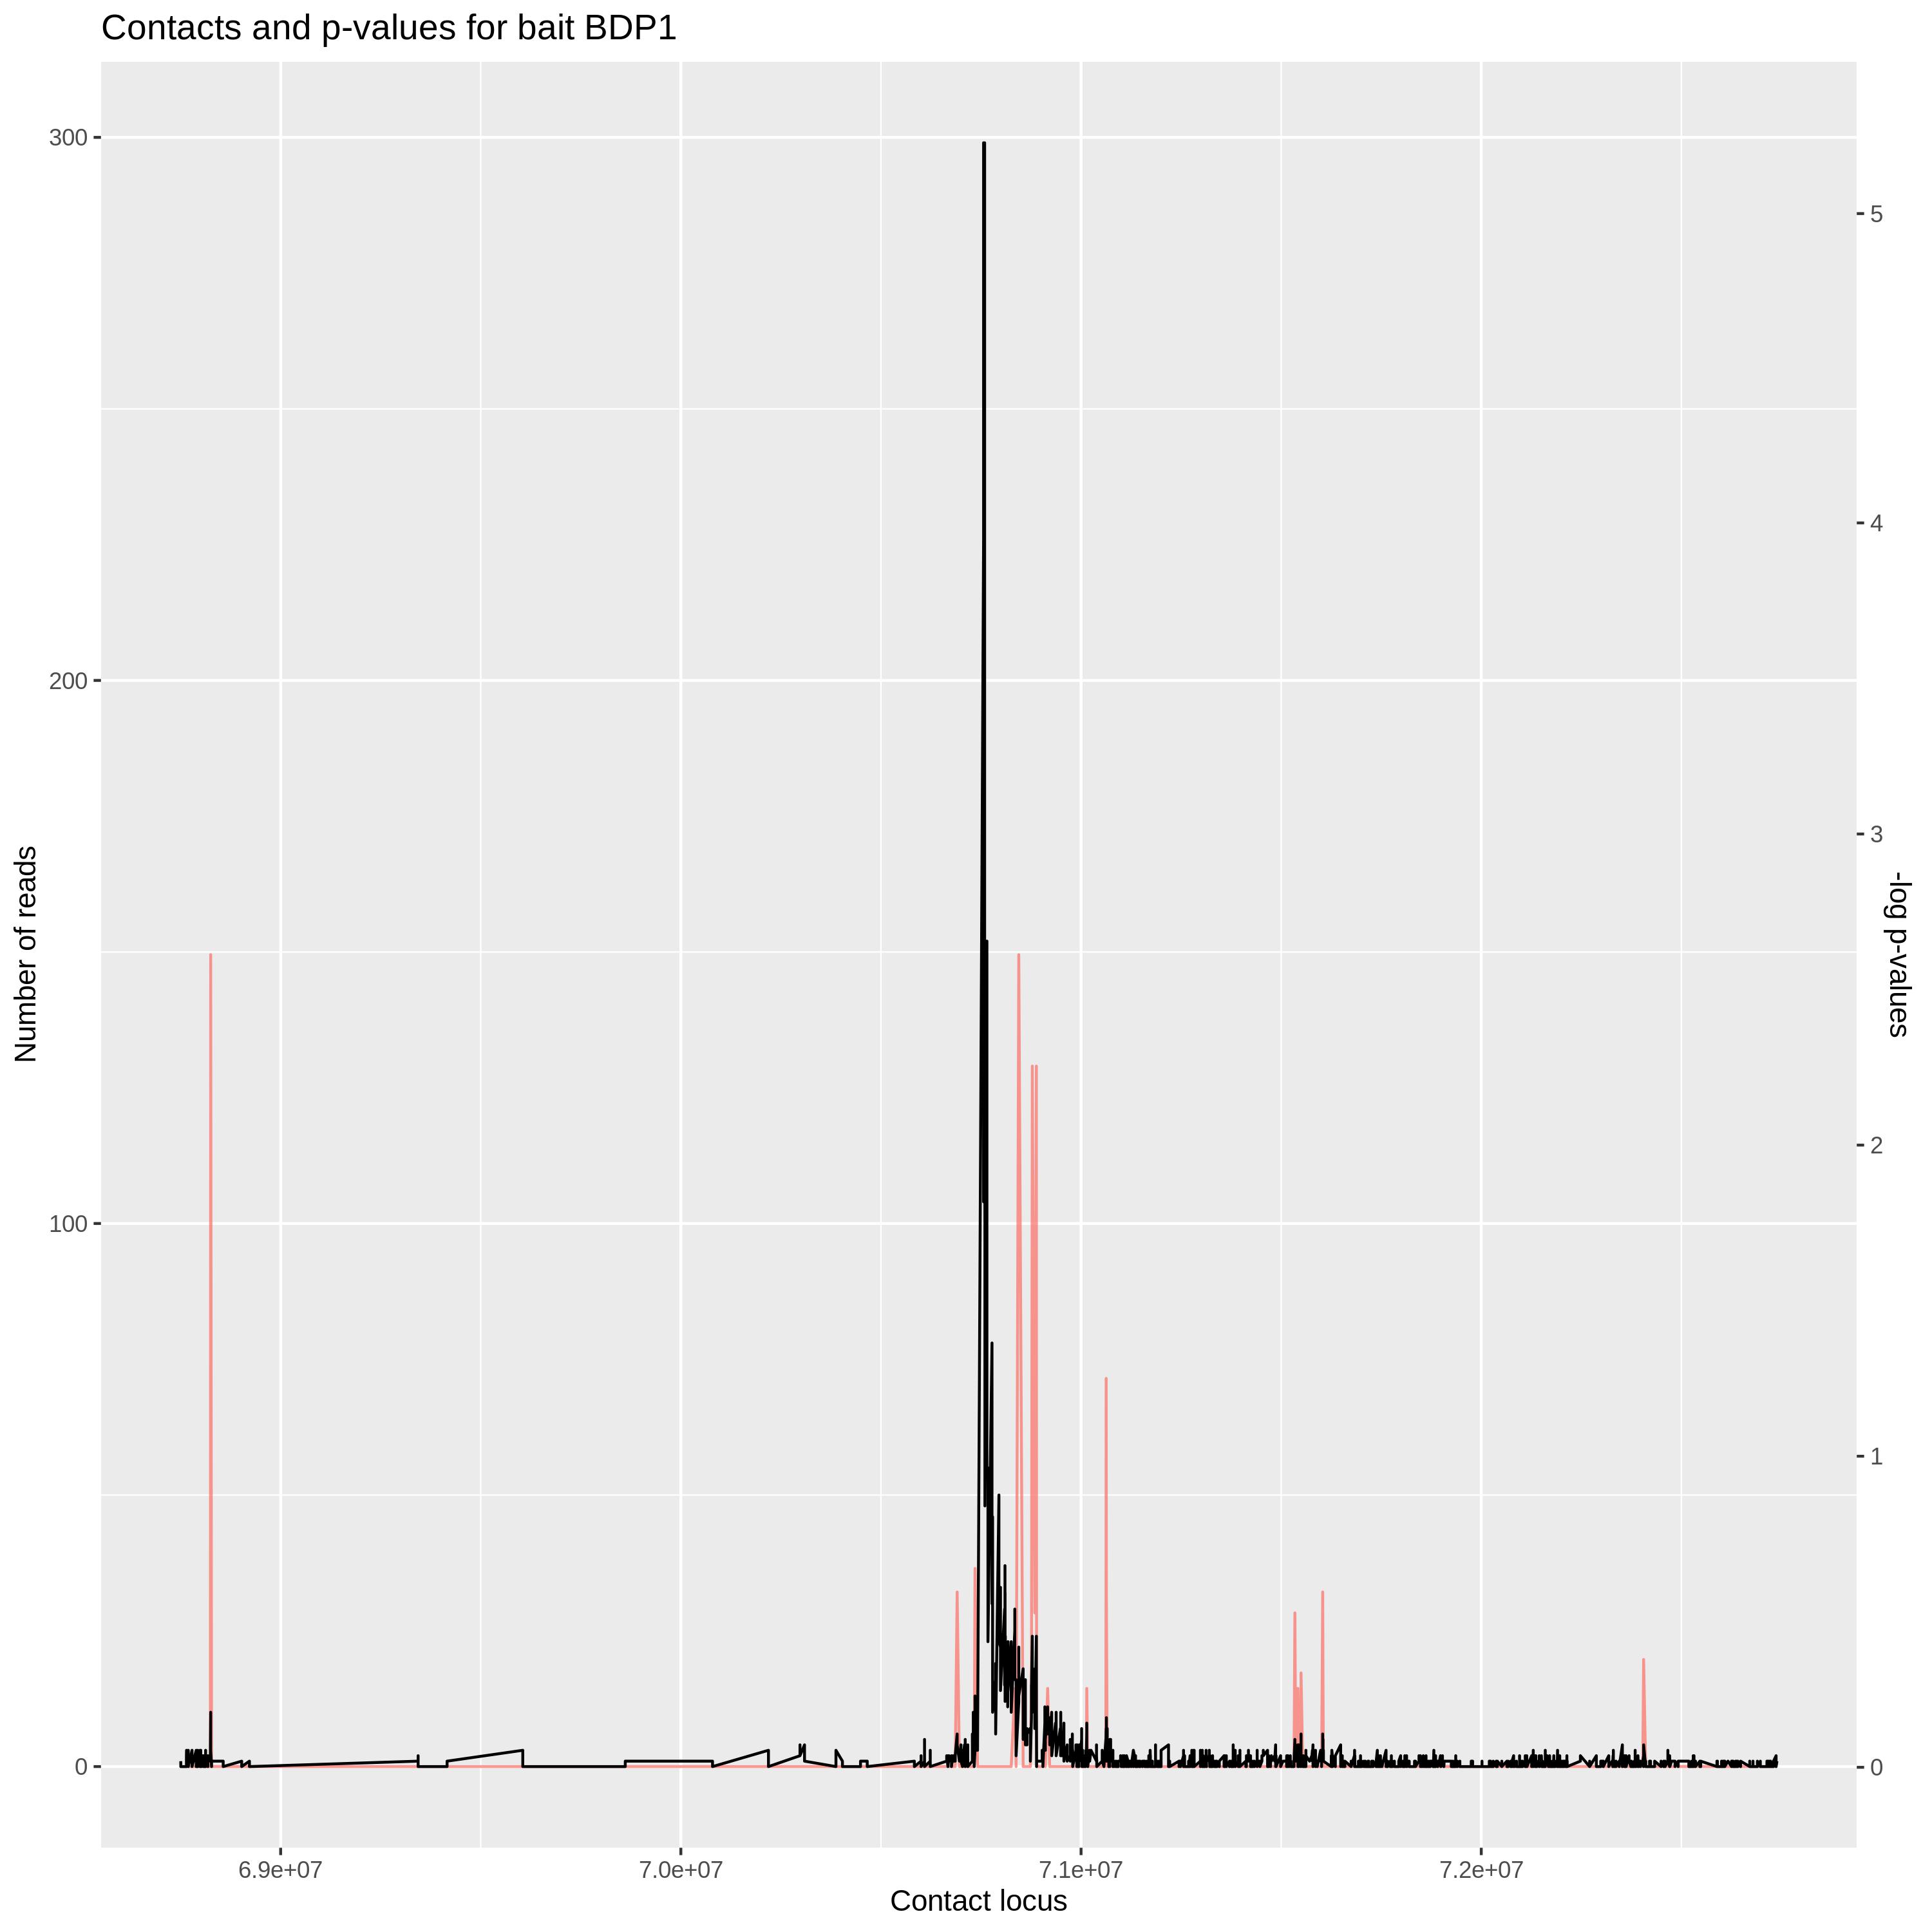 Contacts and p-values for bait BDP1
300
200
100
0
Number of reads
5
4
3
2
1
0
-log p-values
6.9e+07
7.0e+07
7.1e+07
7.2e+07
Contact locus